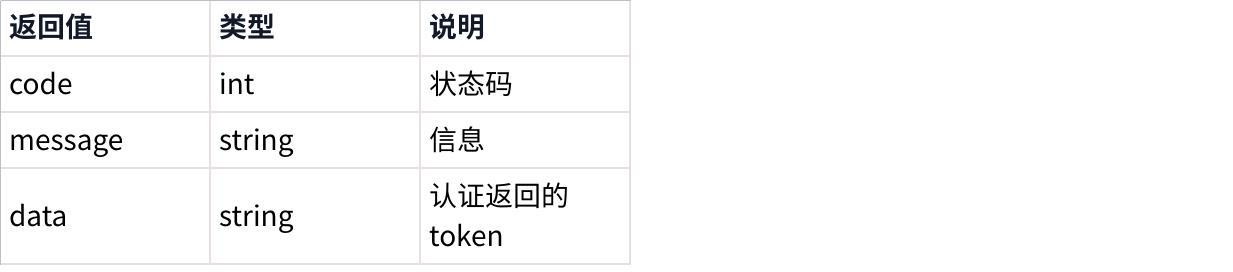 返回值 类型 说明
code int 状态码
message string 信息
data string 认证返回的
token